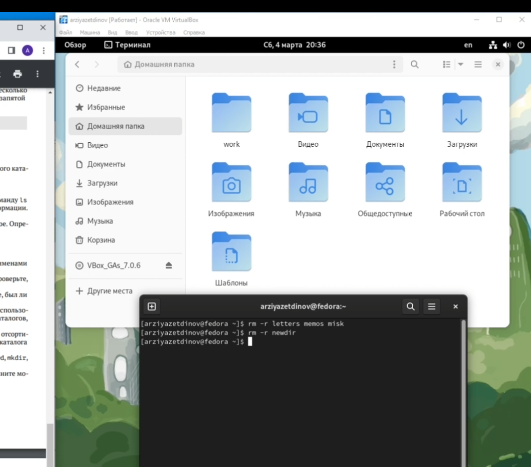 arziyazetdinov [Работает] - Oracle VM VirtualBox
Файл Машина Вид Ввод Устройства Справка
Обзор Терминал Сб, 4 марта 20:36 en
Домашняя папка
Недавние
Избранные
Домашняя папка
Видео
Документы
Загрузки
Изображения
Музыка
Корзина
VBox_GAs_7.0.6
Другие места
work Видео Документы Загрузки
Изображения Музыка Общедоступные Рабочий стол
Шаблоны
есколько
запятой
ого ката-
манду ls
ормации.
ре. Опре-
именами
роверьте,
е, был ли
использо-
аталогов,
отсорти-
каталога
d, mkdir,
ните мо-
arziyazetdinov@fedora:~
[arziyazetdinov@fedora ~]$ rm -r letters memos misk
[arziyazetdinov@fedora ~]$ rm -r newdir
[arziyazetdinov@fedora ~]$